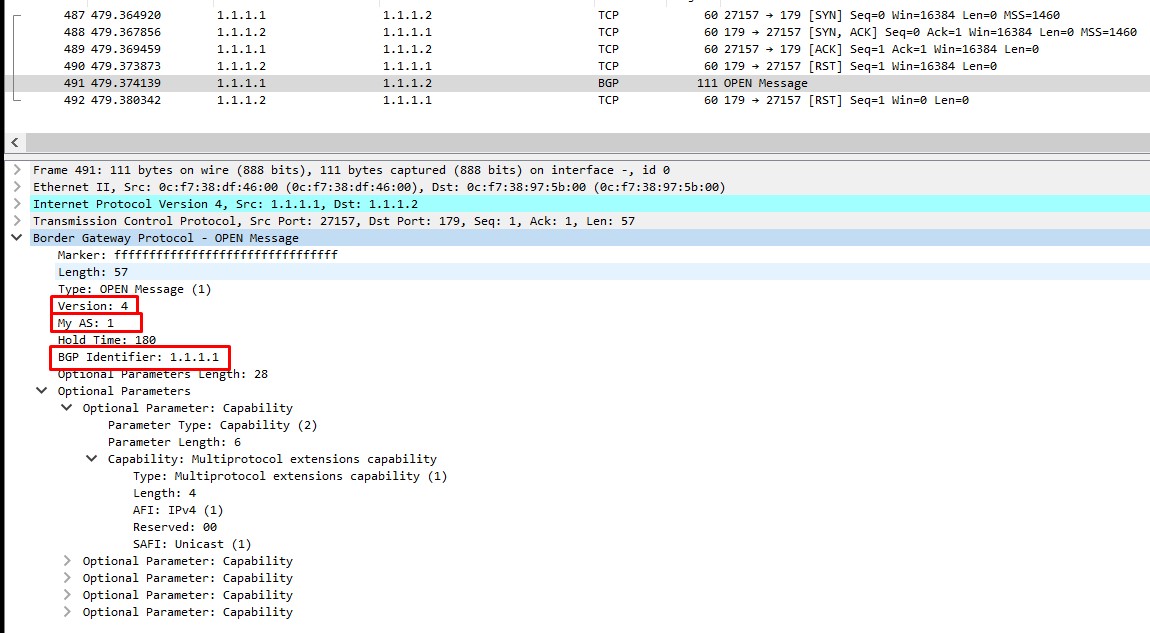 487 479.364920 1.1.1.1 1.1.1.2 TCP 60 27157 → 179 [SYN] Seq=0 Win=16384 Len=0 MSS=1460
488 479.367856 1.1.1.2 1.1.1.1 TCP 60 179 → 27157 [SYN, ACK] Seq=0 Ack=1 Win=16384 Len=0 MSS=1460
489 479.369459 1.1.1.1 1.1.1.2 TCP 60 27157 → 179 [ACK] Seq=1 Ack=1 Win=16384 Len=0
490 479.373873 1.1.1.2 1.1.1.1 TCP 60 179 → 27157 [RST] Seq=1 Win=16384 Len=0
491 479.374139 1.1.1.1 1.1.1.2 BGP 111 OPEN Message
492 479.380342 1.1.1.2 1.1.1.1 TCP 60 179 → 27157 [RST] Seq=1 Win=0 Len=0
Frame 491: 111 bytes on wire (888 bits), 111 bytes captured (888 bits) on interface -, id 0
Ethernet II, Src: 0c:f7:38:df:46:00 (0c:f7:38:df:46:00), Dst: 0c:f7:38:97:5b:00 (0c:f7:38:97:5b:00)
Internet Protocol Version 4, Src: 1.1.1.1, Dst: 1.1.1.2
Transmission Control Protocol, Src Port: 27157, Dst Port: 179, Seq: 1, Ack: 1, Len: 57
Border Gateway Protocol - OPEN Message
Marker: ffffffffffffffffffffffffffffffff
Length: 57
Type: OPEN Message (1)
Version: 4
My AS: 1
Hold Time: 180
BGP Identifier: 1.1.1.1
Optional Parameters Length: 28
Optional Parameters
Optional Parameter: Capability
Parameter Type: Capability (2)
Parameter Length: 6
Capability: Multiprotocol extensions capability
Type: Multiprotocol extensions capability (1)
Length: 4
AFI: IPv4 (1)
Reserved: 00
SAFI: Unicast (1)
Optional Parameter: Capability
Optional Parameter: Capability
Optional Parameter: Capability
Optional Parameter: Capability